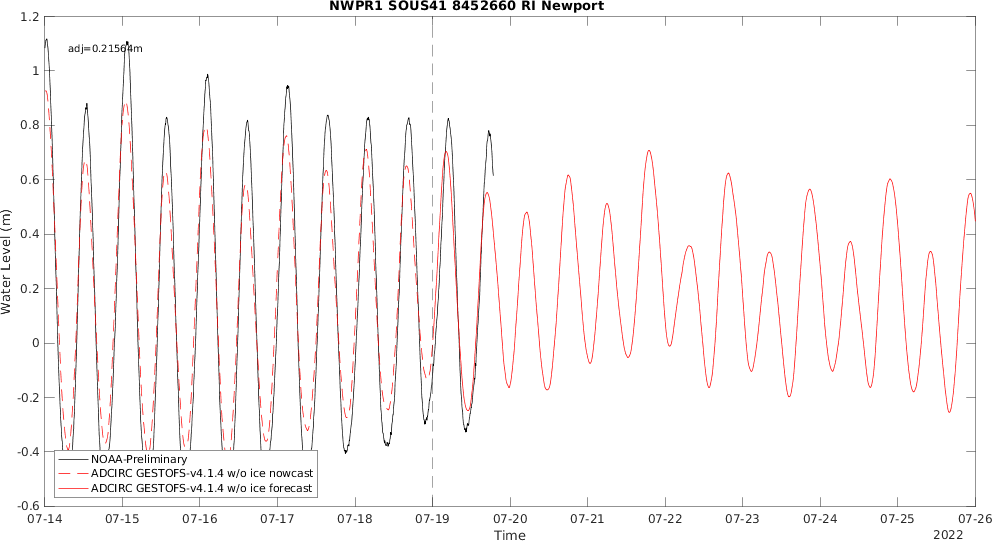 NWPR1 SOUS41 8452660 RI Newport
adj=0.21564m
Water Level (m)
1.2
1
0.8
0.6
0.4
0.2
0
-0.2
-0.4
-0.6
NOAA-Preliminary
ADCIRC GESTOFS-v4.1.4 w/o ice nowcast
ADCIRC GESTOFS-v4.1.4 w/o ice forecast
07-14 07-15 07-16 07-17 07-18 07-19 07-20 07-21 07-22 07-23 07-24 07-25 07-26
Time
2022